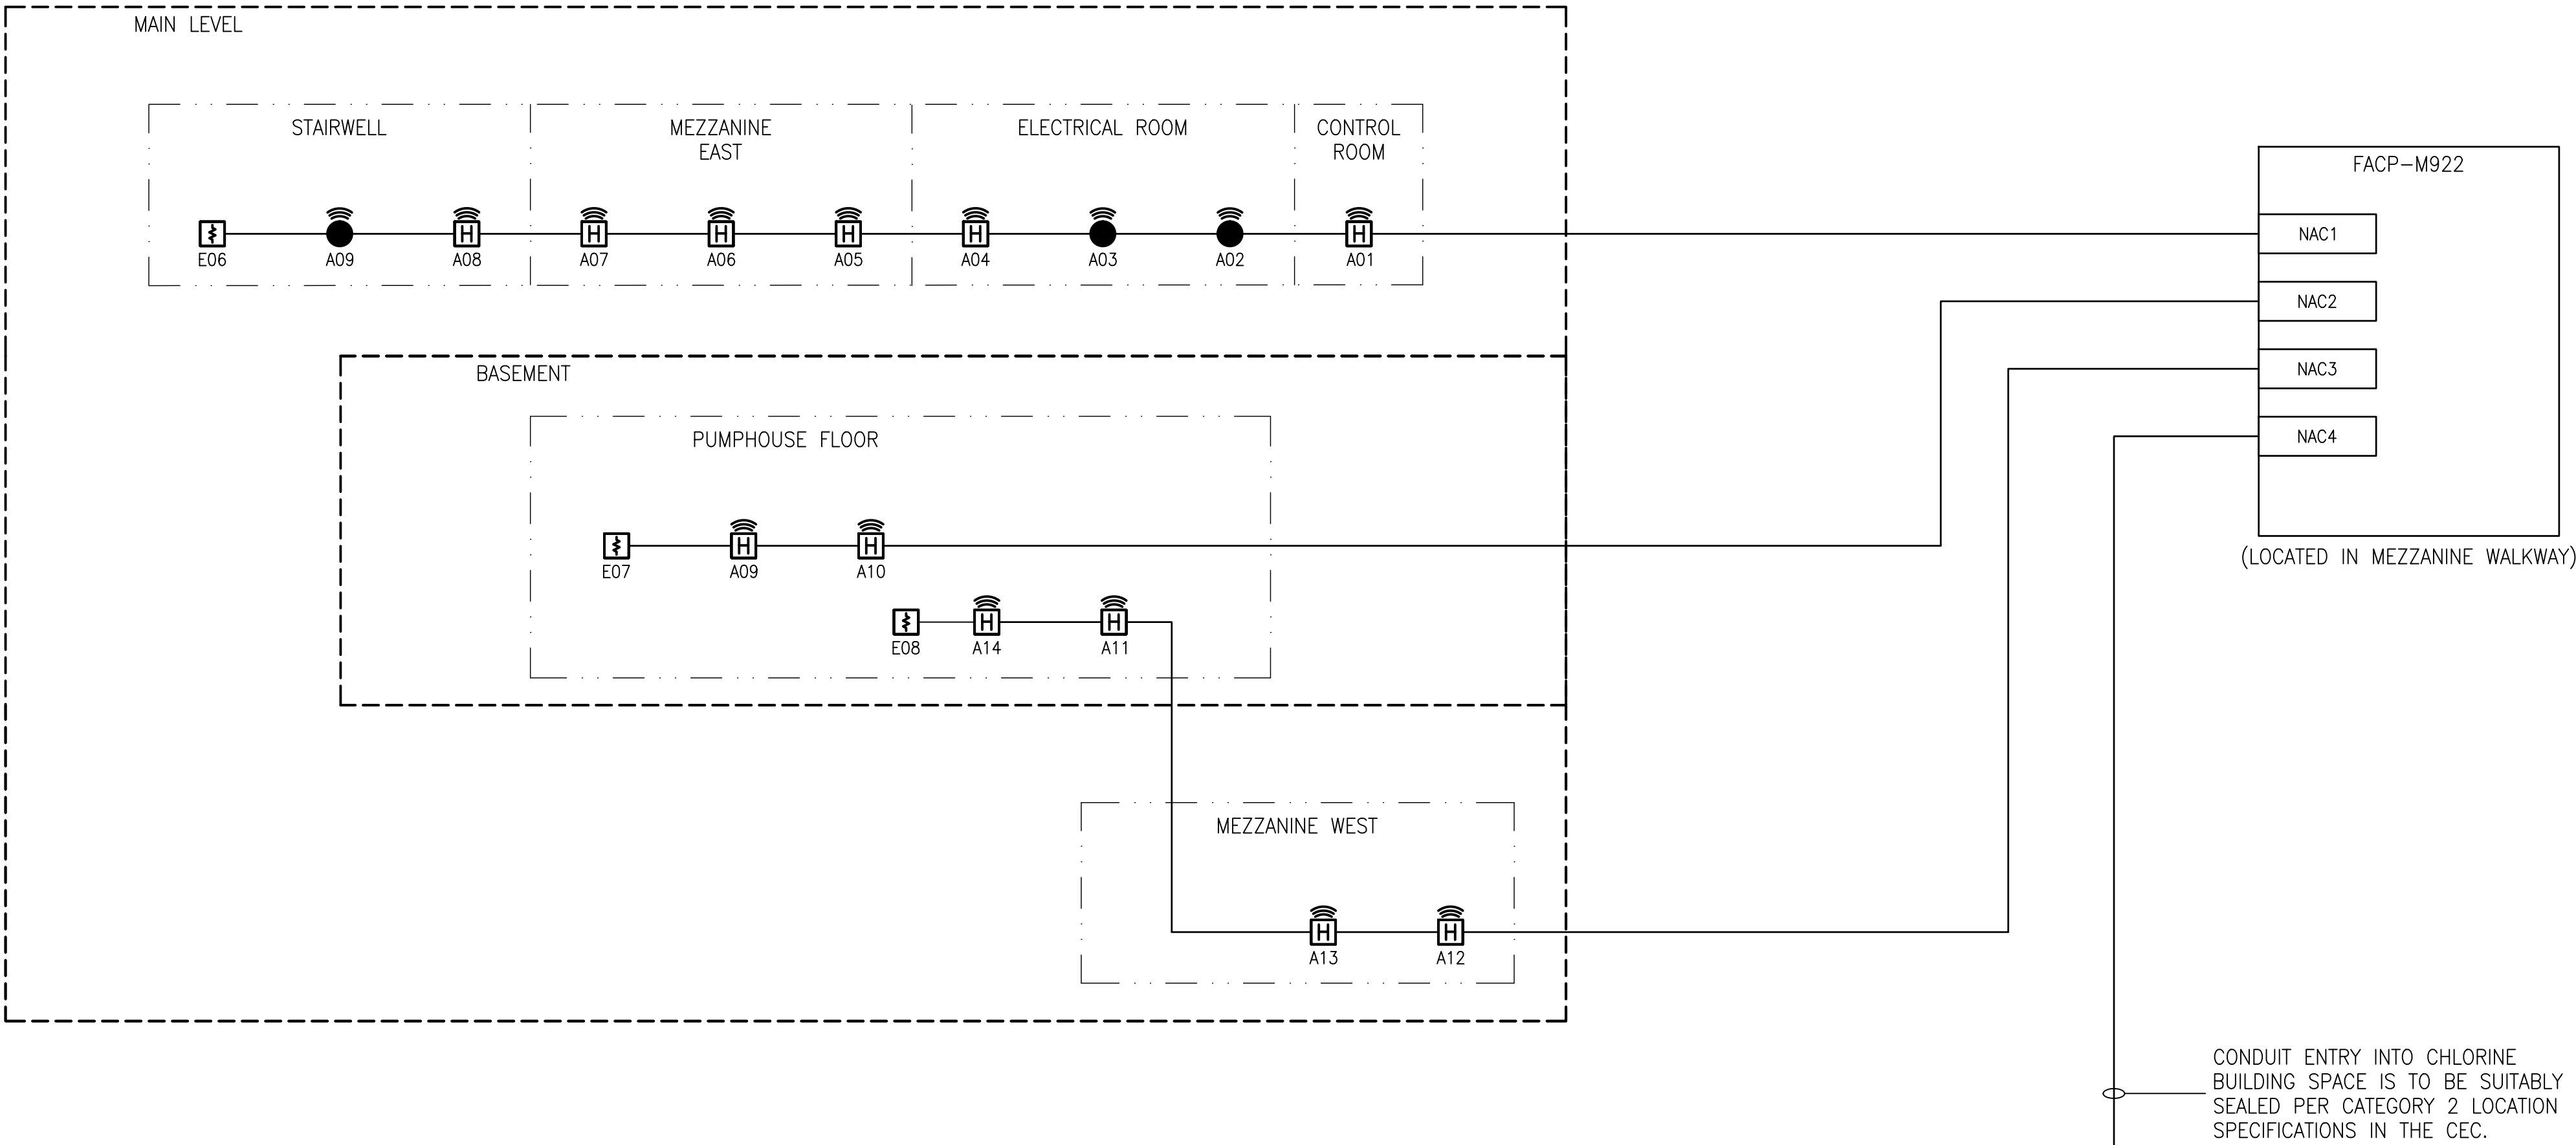 MAIN LEVEL
STAIRWELL
MEZZANINE
EAST
ELECTRICAL ROOM
CONTROL
ROOM
H
H
H
H
H
H
E06
A09
A08
A07
A06
A05
A04
A03
A02
A01
FACP-M922
NAC1
NAC2
NAC3
NAC4
(LOCATED IN MEZZANINE WALKWAY)
BASEMENT
PUMPHOUSE FLOOR
H
H
E07
A09
A10
H
H
E08
A14
A11
MEZZANINE WEST
H
H
A13
A12
CONDUIT ENTRY INTO CHLORINE
BUILDING SPACE IS TO BE SUITABLY
SEALED PER CATEGORY 2 LOCATION
SPECIFICATIONS IN THE CEC.